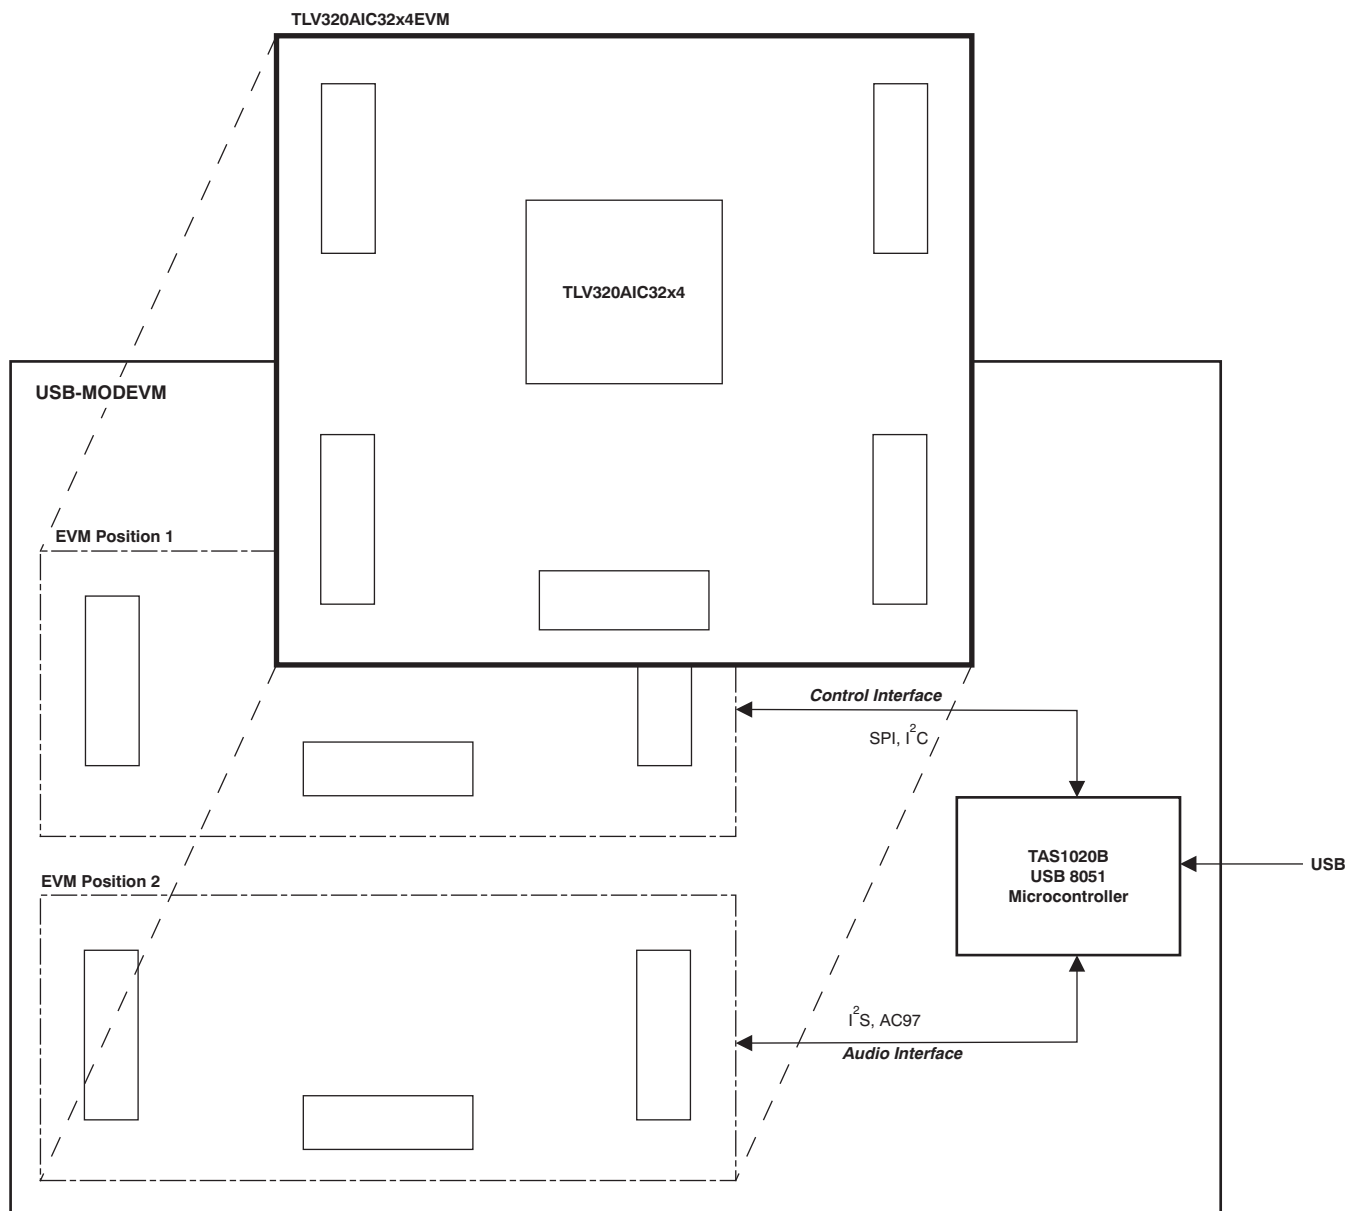 TLV320AIC32x4EVM
TLV320AIC32x4
USB-MODEVM
EVM Position 1
Control Interface
SPI, I²C
TAS1020B
USB 8051
Microcontroller
USB
EVM Position 2
I²S, AC97
Audio Interface